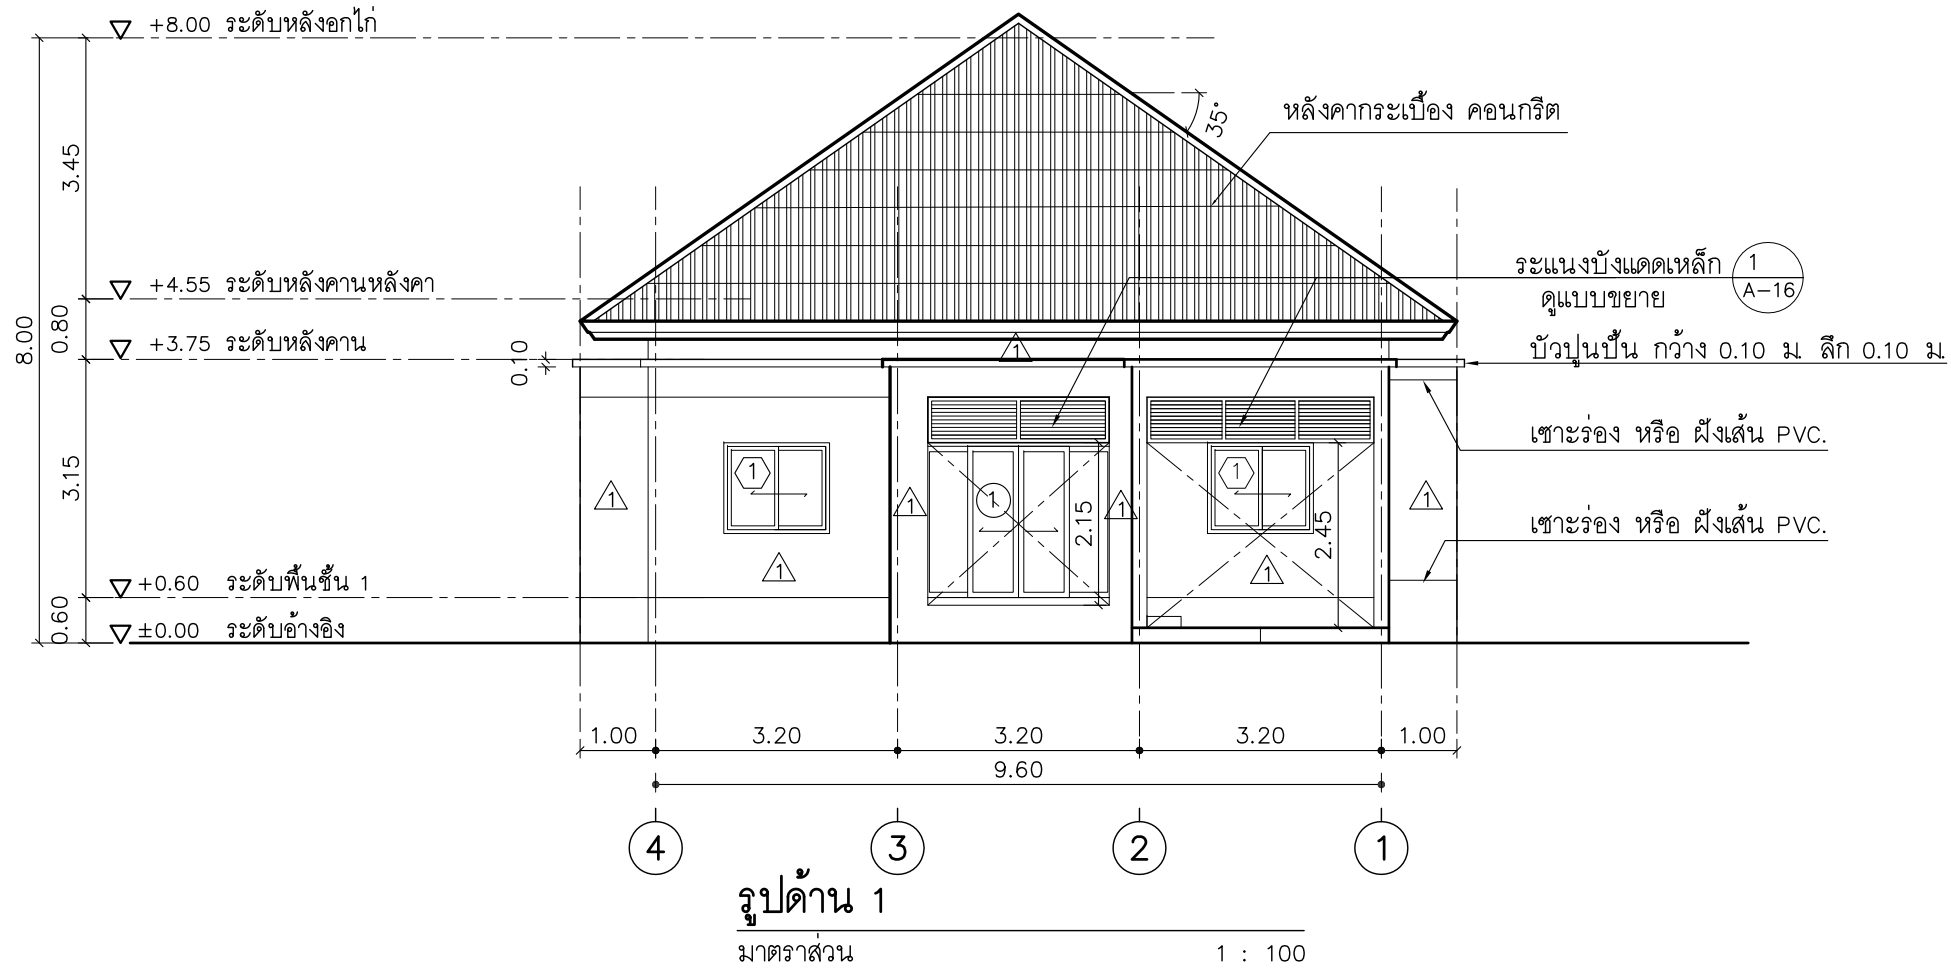 +8.00 ระดับหลังอกไก่
35°
หลังคากระเบื้อง คอนกรีต
3.45
+4.55 ระดับหลังคานหลังคา
ระแนงบังแดดเหล็ก
ดูแบบขยาย
1
A-16
8.00
0.80
+3.75 ระดับหลังคาน
0.10
1
บัวปูนปั้น กว้าง 0.10 ม. ลึก 0.10 ม.
เซาะร่อง หรือ ฝังเส้น PVC.
3.15
1
1
1
1
1
1
1
2.15
2.45
เซาะร่อง หรือ ฝังเส้น PVC.
1
1
+0.60 ระดับพื้นชั้น 1
0.60
±0.00 ระดับอ้างอิง
1.00 3.20 3.20 3.20 1.00
9.60
4 3 2 1
รูปด้าน 1
มาตราส่วน 1 : 100